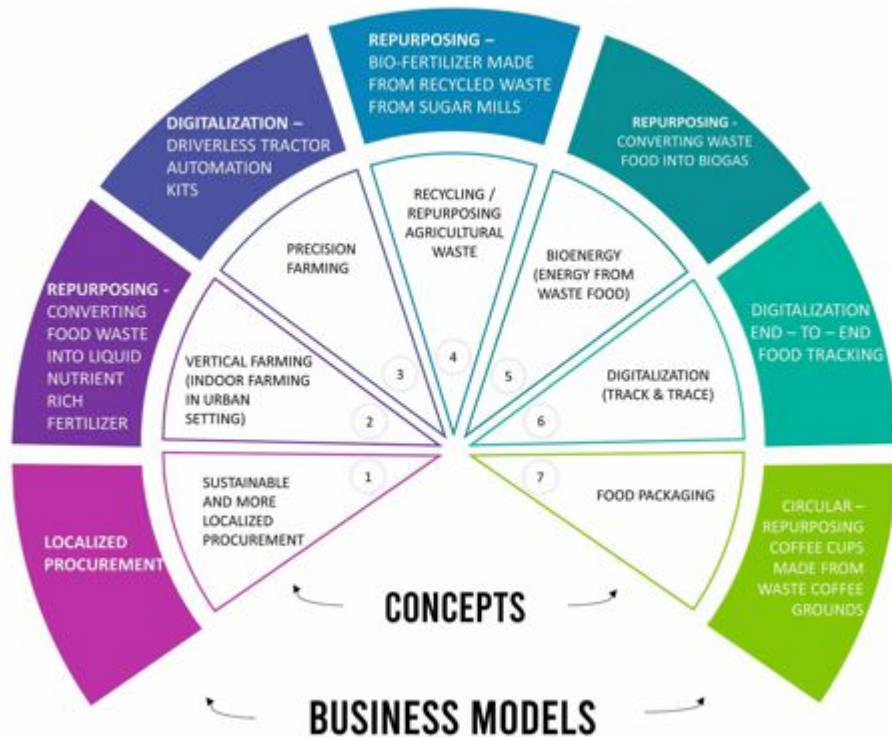 REPURPOSING –
BIO-FERTILIZER MADE
FROM RECYCLED WASTE
FROM SUGAR MILLS
DIGITALIZATION –
DRIVERLESS TRACTOR
AUTOMATION
KITS
REPURPOSING -
CONVERTING WASTE
FOOD INTO BIOGAS
REPURPOSING -
CONVERTING
FOOD WASTE
INTO LIQUID
NUTRIENT
RICH
FERTILIZER
DIGITALIZATION
END – TO – END
FOOD TRACKING
LOCALIZED
PROCUREMENT
CIRCULAR –
REPURPOSING
COFFEE CUPS
MADE FROM
WASTE COFFEE
GROUNDS
SUSTAINABLE
AND MORE
LOCALIZED
PROCUREMENT
1
VERTICAL FARMING
(INDOOR FARMING
IN URBAN
SETTING)
2
PRECISION
FARMING
3
RECYCLING /
REPURPOSING
AGRICULTURAL
WASTE
4
BIOENERGY
(ENERGY FROM
WASTE FOOD)
5
DIGITALIZATION
(TRACK & TRACE)
6
FOOD PACKAGING
7
CONCEPTS
BUSINESS MODELS